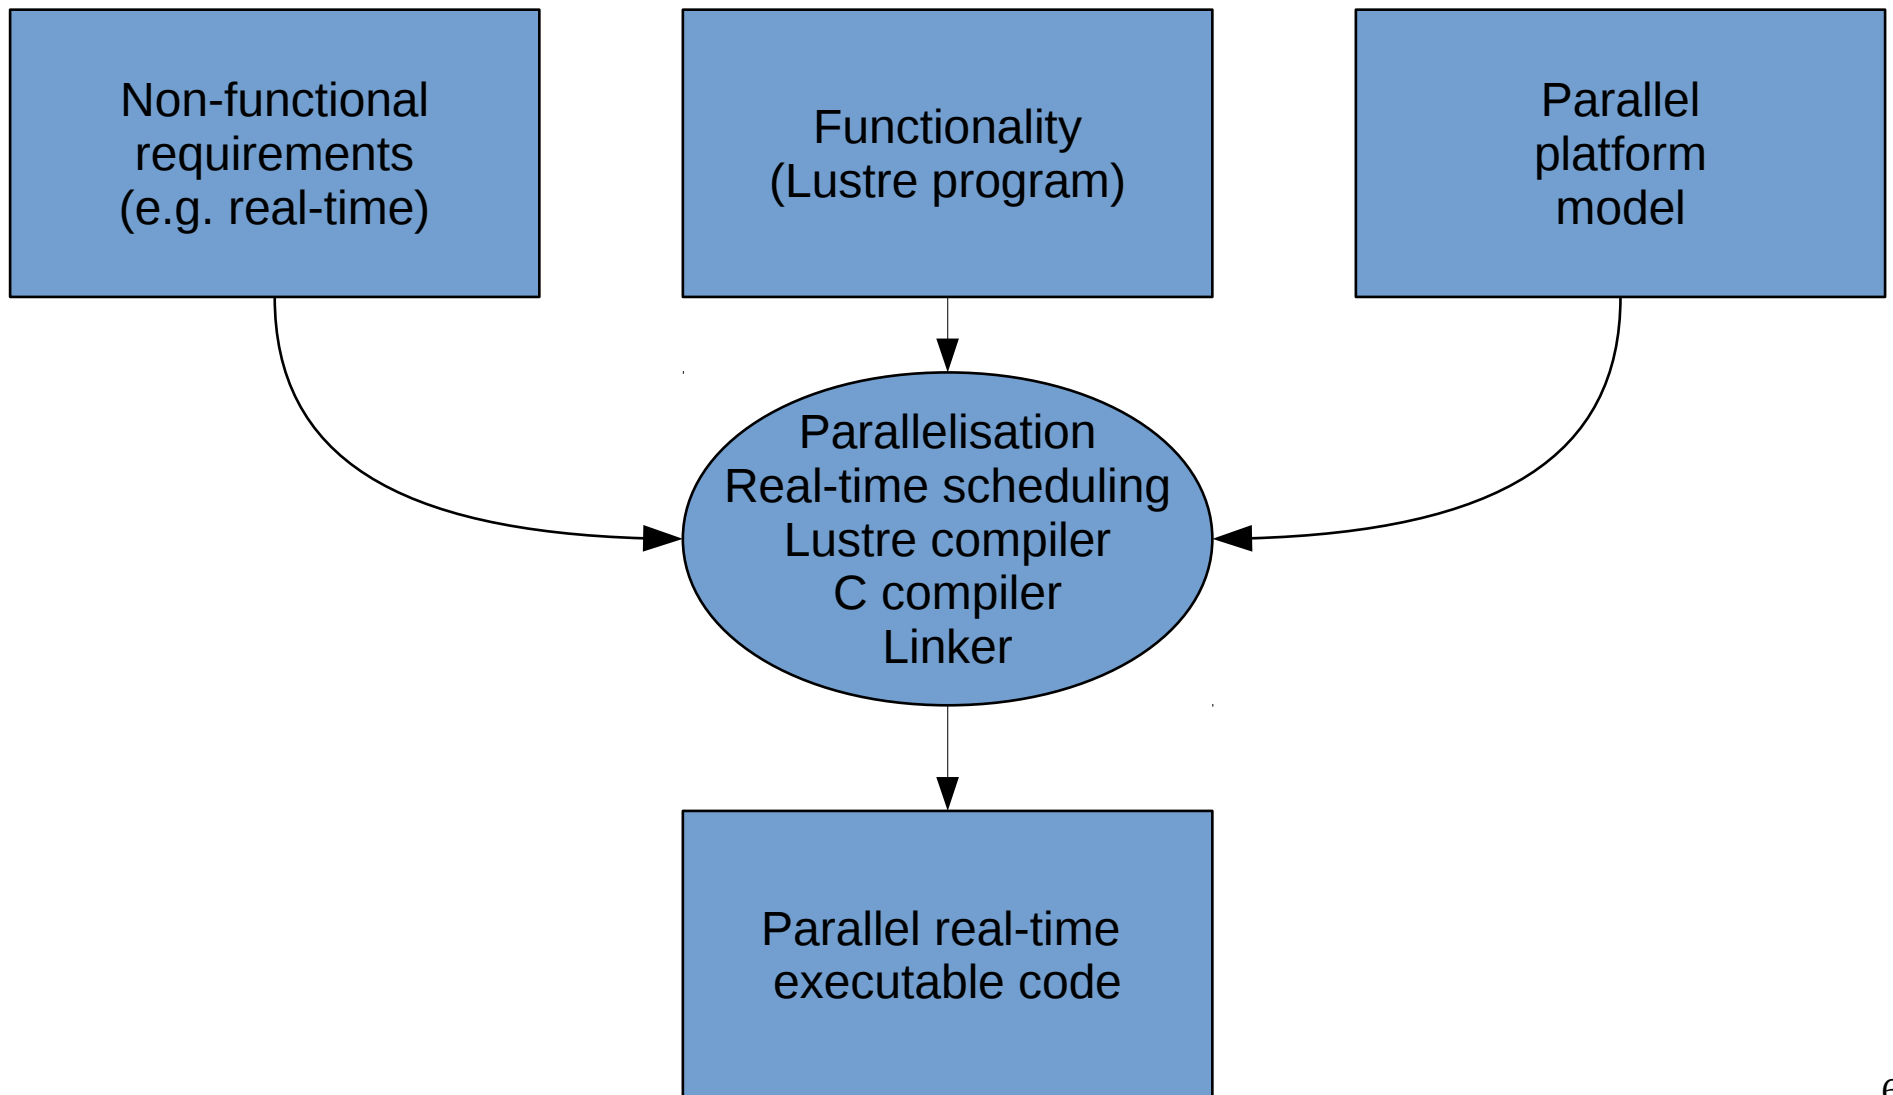 Non-functional
requirements
(e.g. real-time)
Functionality
(Lustre program)
Parallel
platform
model
Parallelisation
Real-time scheduling
Lustre compiler
C compiler
Linker
Parallel real-time
executable code